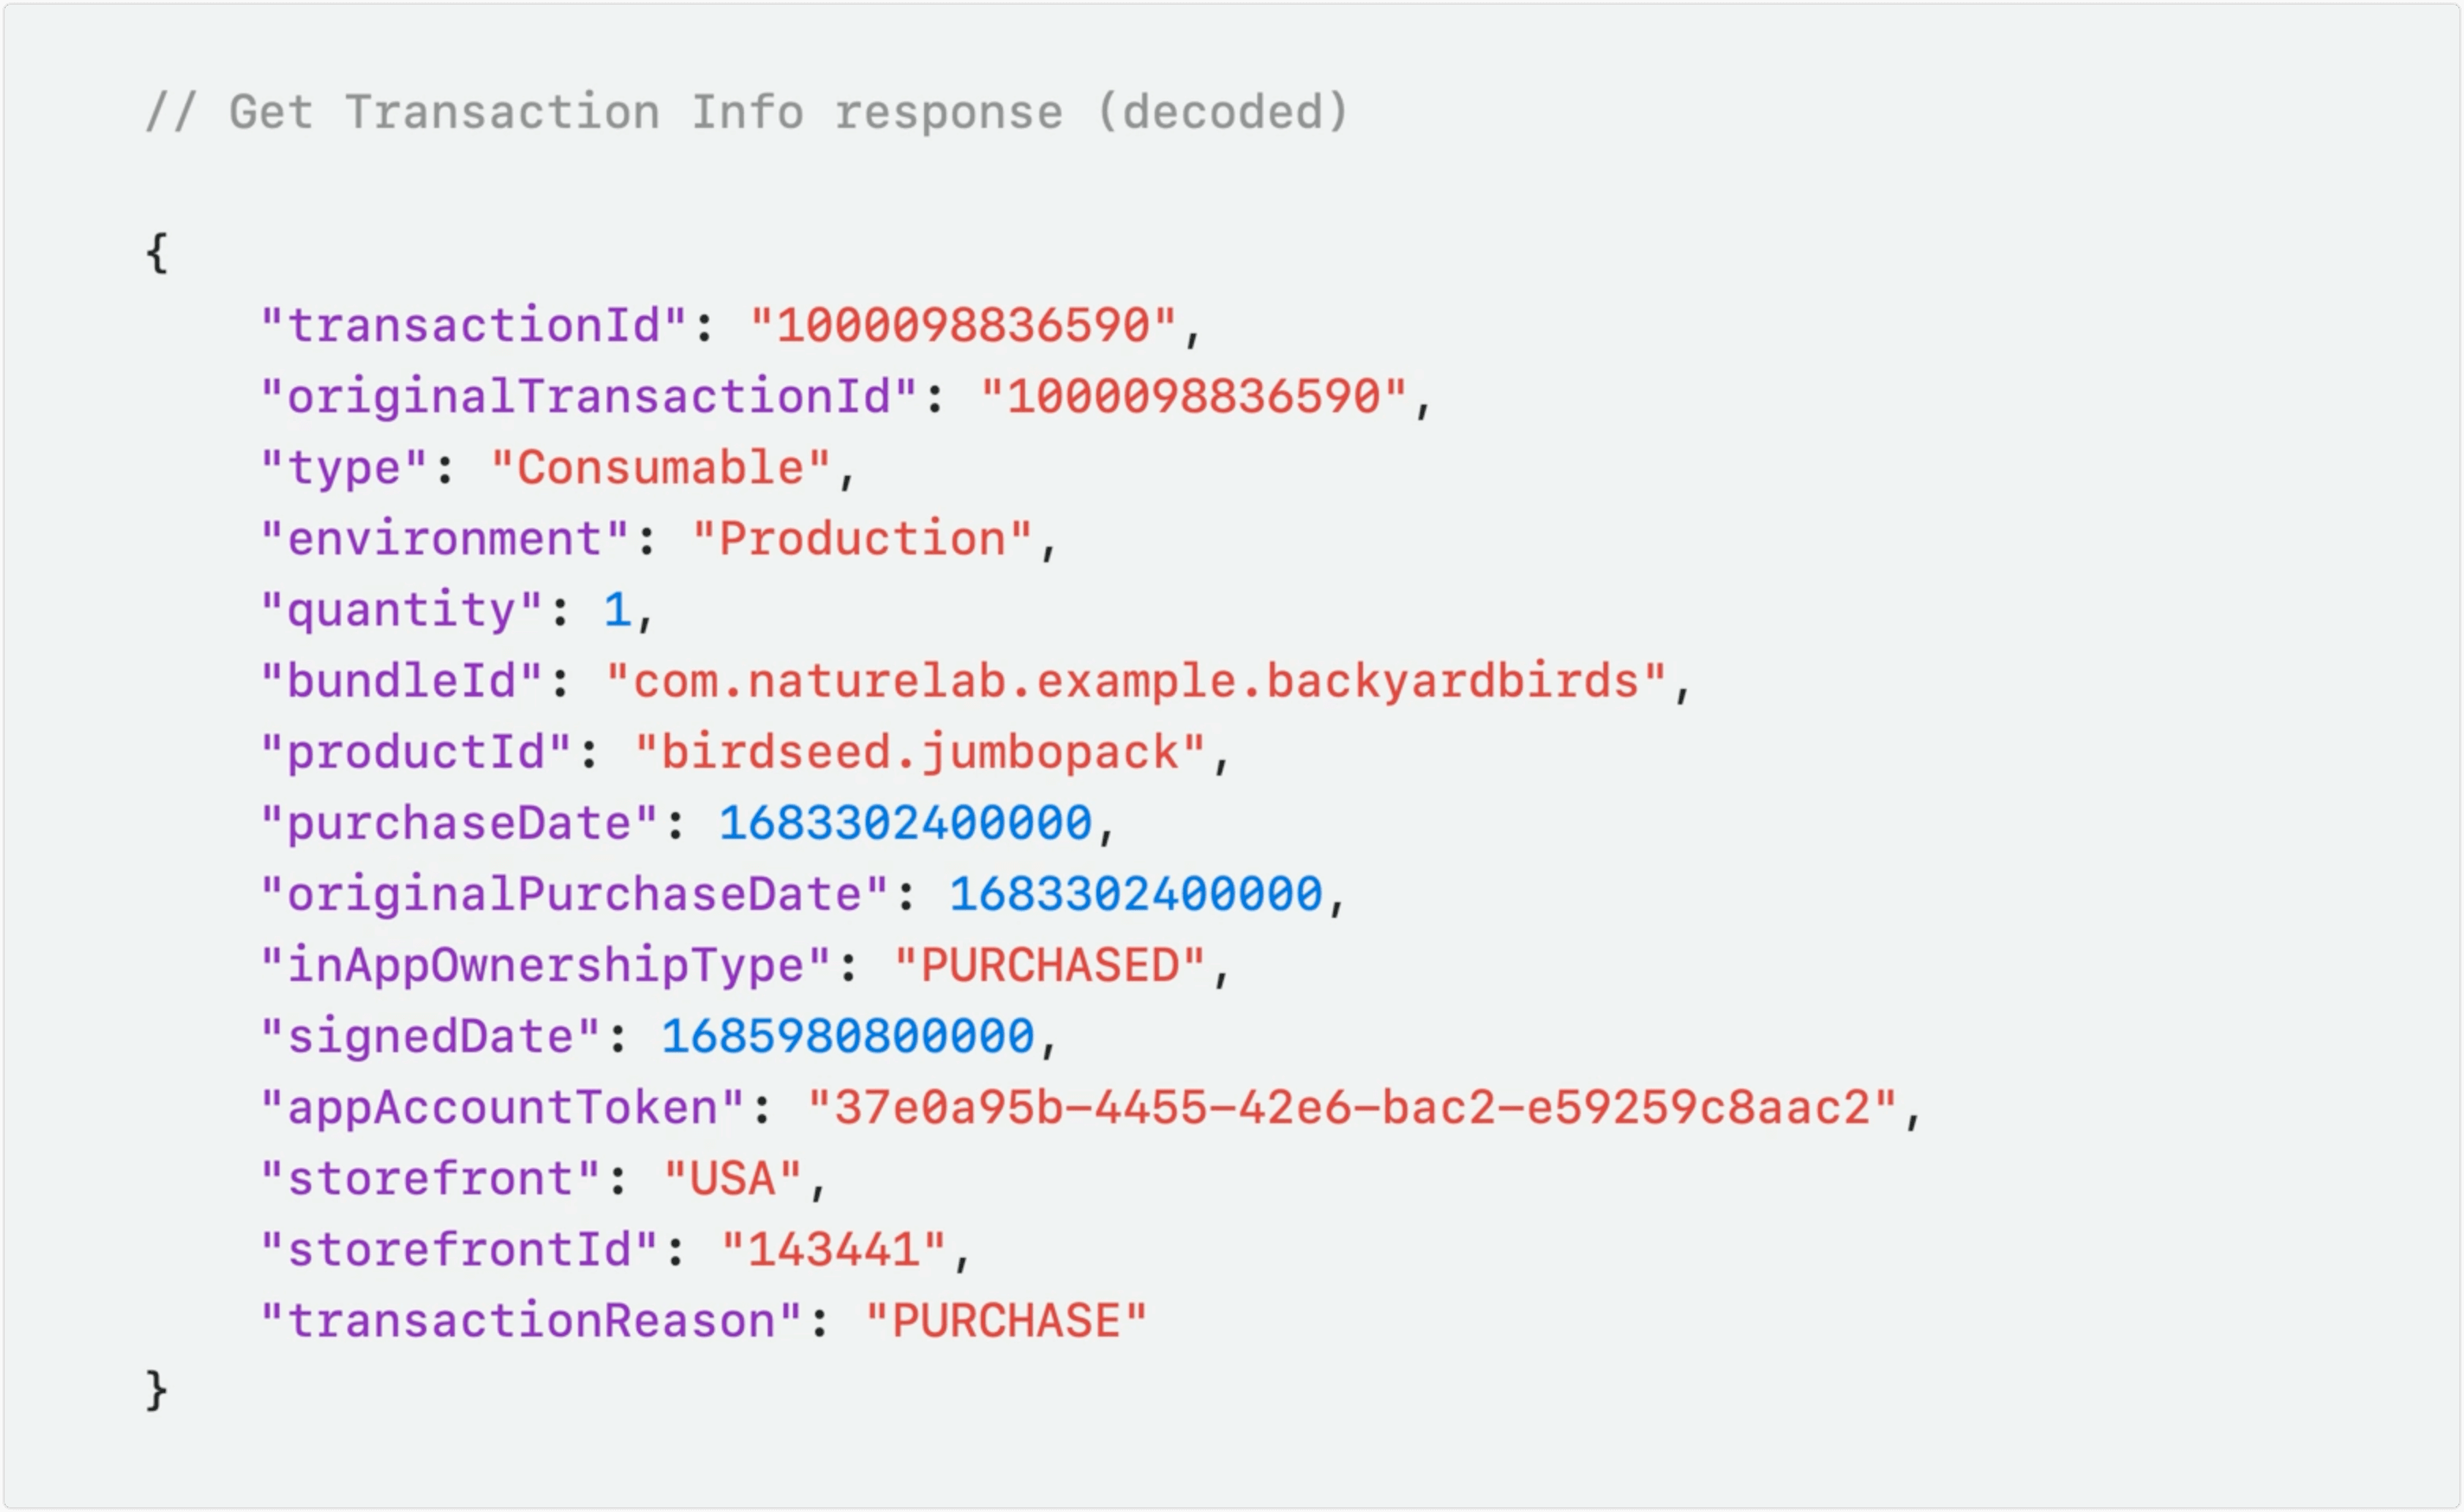 // Get Transaction Info response (decoded)
{
"transactionId": "1000098836590",
"originalTransactionId": "1000098836590",
"type": "Consumable",
"environment": "Production",
"quantity": 1,
"bundleId": "com.naturelab.example.backyardbirds",
"productId": "birdseed.jumbopack",
"purchaseDate": 1683302400000,
"originalPurchaseDate": 1683302400000,
"inAppOwnershipType": "PURCHASED",
"signedDate": 1685980800000,
"appAccountToken": "37e0a95b-4455-42e6-bac2-e59259c8aac2",
"storefront": "USA",
"storefrontId": "143441",
"transactionReason": "PURCHASE"
}